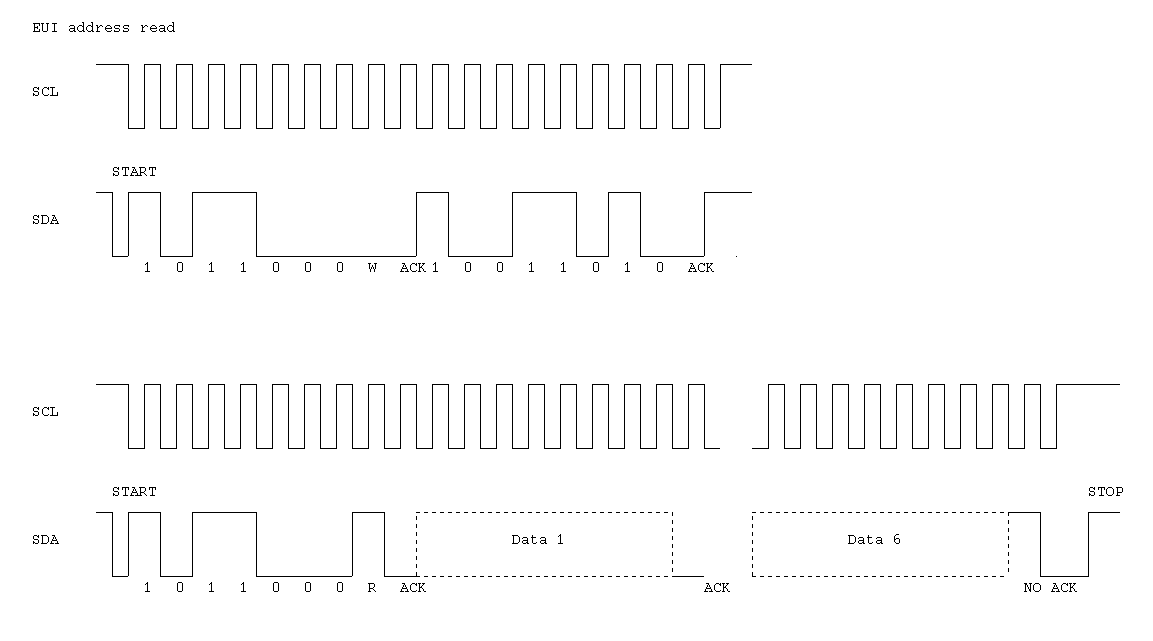 EUI address read
SCL
START
SDA
1 0 1 1 0 0 0 W ACK 1 0 0 1 1 0 1 0 ACK
SCL
START STOP
SDA Data 1 Data 6
1 0 1 1 0 0 0 R ACK ACK NO ACK